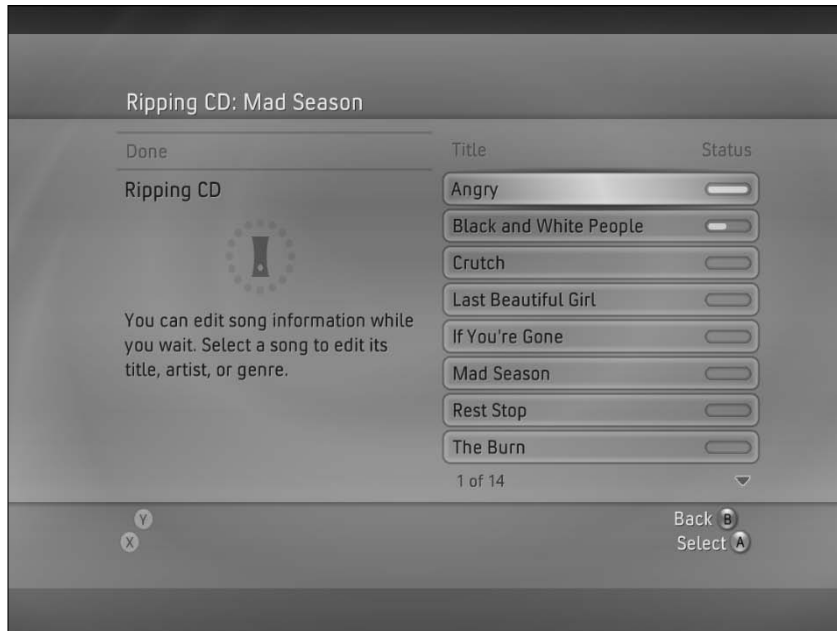 Ripping CD: Mad Season
Done
Ripping CD
You can edit song information while
you wait. Select a song to edit its
title, artist, or genre.
Title Status
Angry
Black and White People
Crutch
Last Beautiful Girl
If You're Gone
Mad Season
Rest Stop
The Burn
1 of 14
Y
X
Back B
Select A